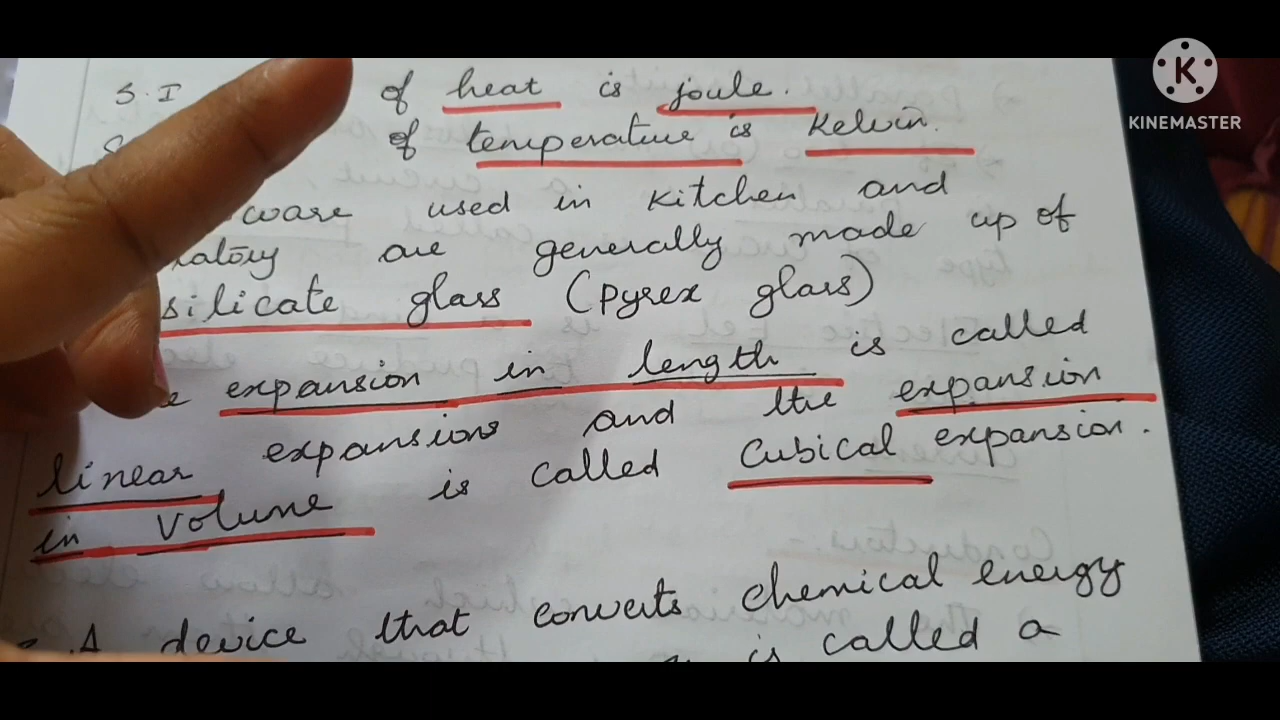 S.I of heat is joule.
of temperature is Kelvin.
ware used in kitchen and
ratory are generally made up of
silicate glass (pyrex glass)
expansion in length is called
linear expansions and the expansion
in volume is called cubical expansion.
A device that converts chemical energy
is called a
KINEMASTER